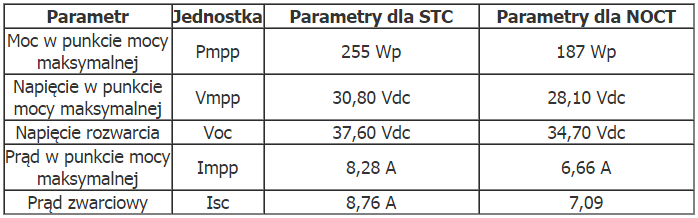 Parametr Jednostka Parametry dla STC Parametry dla NOCT
Moc w punkcie mocy
maksymalnej Pmpp 255 Wp 187 Wp
Napięcie w punkcie
mocy maksymalnej Vmpp 30,80 Vdc 28,10 Vdc
Napięcie rozwarcia Voc 37,60 Vdc 34,70 Vdc
Prąd w punkcie mocy
maksymalnej Impp 8,28 A 6,66 A
Prąd zwarciowy Isc 8,76 A 7,09